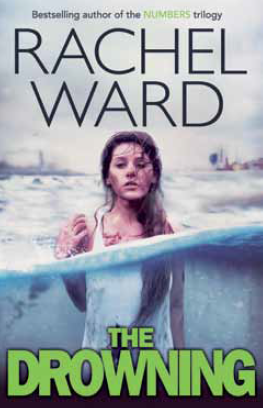 Bestselling author of the NUMBERS trilogy
RACHEL
WARD
THE
DROWNING